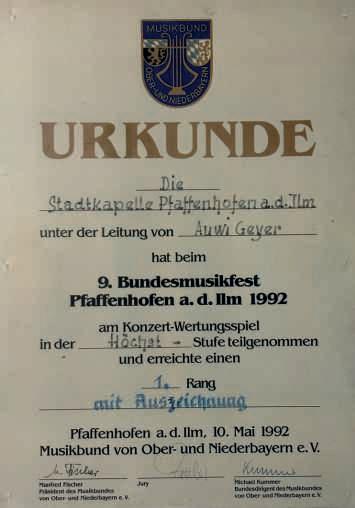 MUSIKBUND
OBER- UND NIEDERBAYERN
URKUNDE
Die
Stadtkapelle Pfaffenhofen a.d. Ilm
unter der Leitung von Auwi Geyer
hat beim
9. Bundesmusikfest
Pfaffenhofen a. d. Ilm 1992
am Konzert-Wertungsspiel
in der Höchst - Stufe teilgenommen
und erreichte einen
1. Rang
mit Auszeichnung
Pfaffenhofen a. d. Ilm, 10. Mai 1992
Musikbund von Ober- und Niederbayern e. V.
Manfred Fischer Jury Michael Kummer
Präsident des Musikbundes Bundesdirigent des Musikbundes
von Ober- und Niederbayern e. V. von Ober- und Niederbayern e. V.